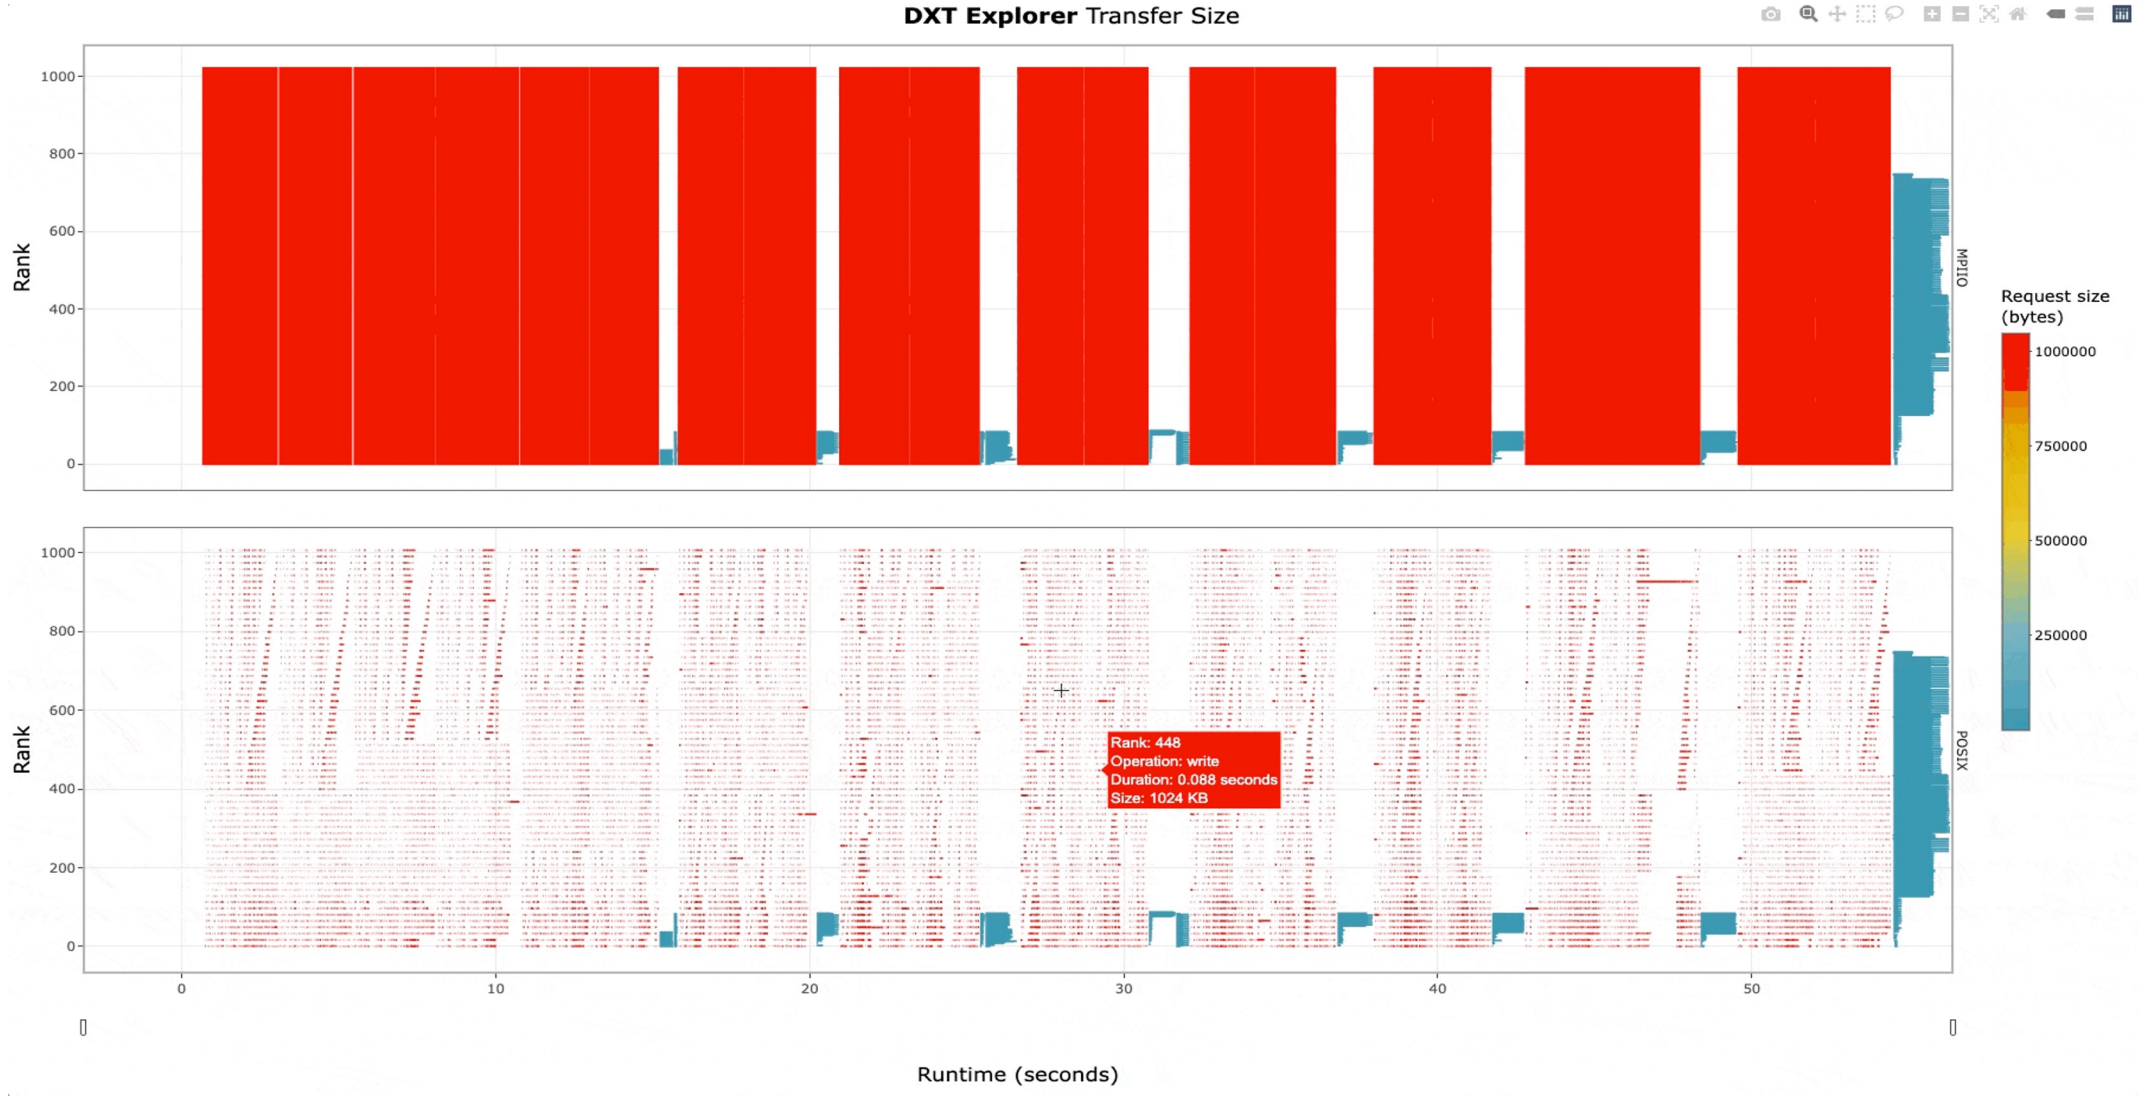 DXT Explorer Transfer Size
1000
800
600
400
200
0
Rank
MPIIO
Request size
(bytes)
1000000
750000
500000
250000
1000
800
600
400
200
0
Rank
POSIX
Rank: 448
Operation: write
Duration: 0.088 seconds
Size: 1024 KB
0 10 20 30 40 50
Runtime (seconds)